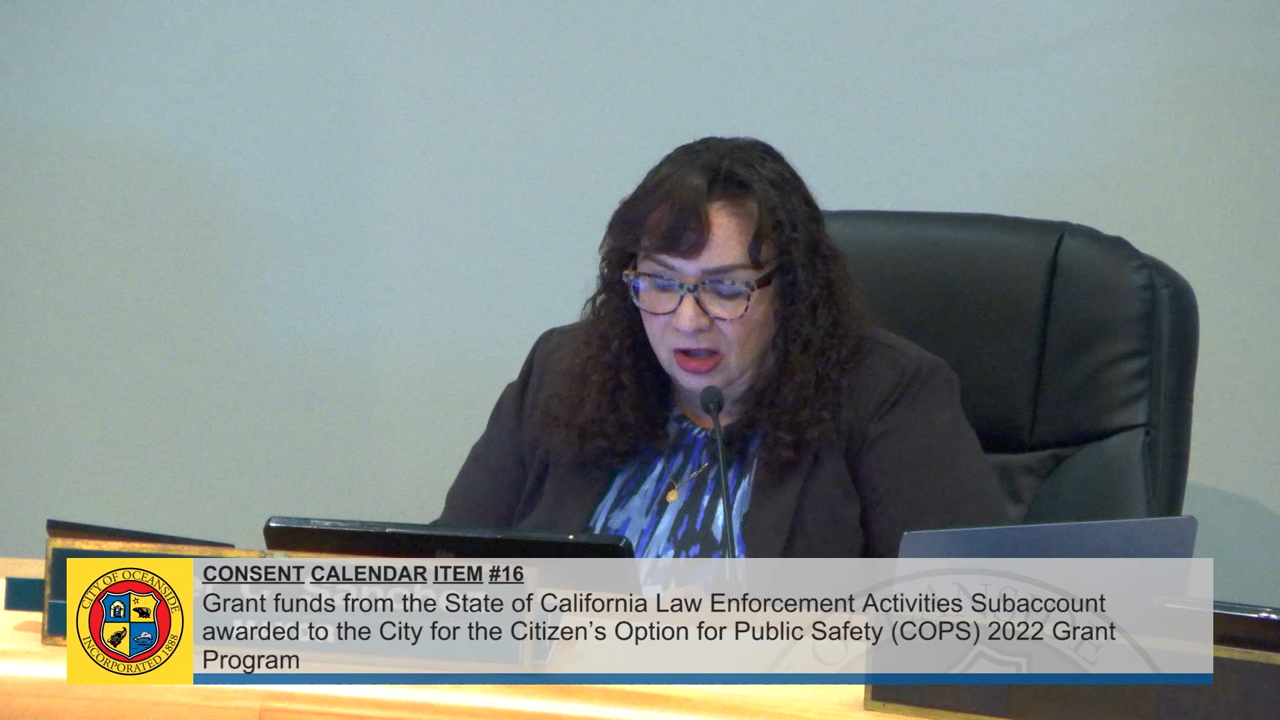 CONSENT CALENDAR ITEM #16
Grant funds from the State of California Law Enforcement Activities Subaccount
awarded to the City for the Citizen's Option for Public Safety (COPS) 2022 Grant
Program
CITY OF OCEANSIDE
INCORPORATED 1888